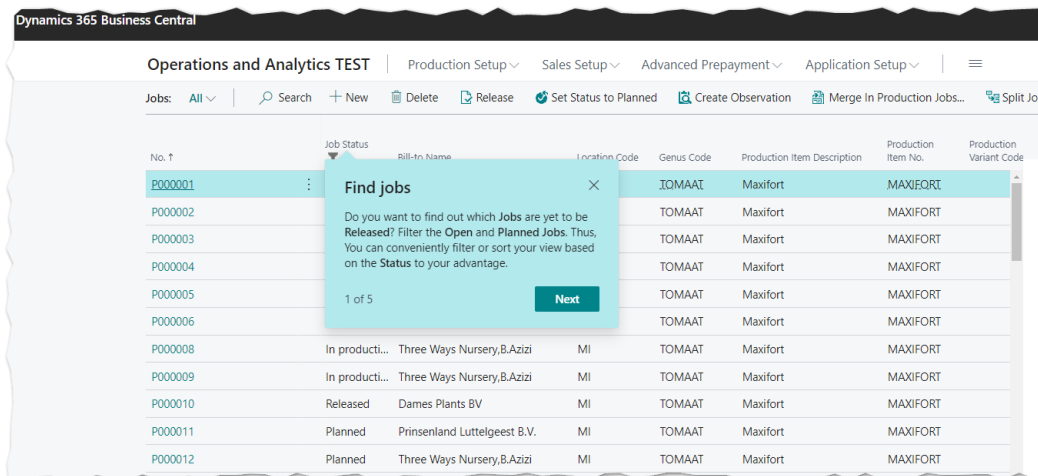 Dynamics 365 Business Central
Operations and Analytics TEST Production Setup Sales Setup Advanced Prepayment Application Setup
Jobs: All Search New Delete Release Set Status to Planned Create Observation Merge In Production Jobs... Split Jo
No. ↑ Job Status Bill-to Name Location Code Genus Code Production Item Description Production Item No. Production Variant Code
P000001 TOMAAT Maxifort MAXIFORT
Find jobs
Do you want to find out which Jobs are yet to be
Released? Filter the Open and Planned Jobs. Thus,
You can conveniently filter or sort your view based
on the Status to your advantage.
1 of 5 Next
P000002 TOMAAT Maxifort MAXIFORT
P000003 TOMAAT Maxifort MAXIFORT
P000004 TOMAAT Maxifort MAXIFORT
P000005 TOMAAT Maxifort MAXIFORT
P000006 TOMAAT Maxifort MAXIFORT
P000008 In producti... Three Ways Nursery,B.Azizi MI TOMAAT Maxifort MAXIFORT
P000009 In producti... Three Ways Nursery,B.Azizi MI TOMAAT Maxifort MAXIFORT
P000010 Released Dames Plants BV MI TOMAAT Maxifort MAXIFORT
P000011 Planned Prinsenland Luttelgeest B.V. MI TOMAAT Maxifort MAXIFORT
P000012 Planned Three Ways Nursery,B.Azizi MI TOMAAT Maxifort MAXIFORT